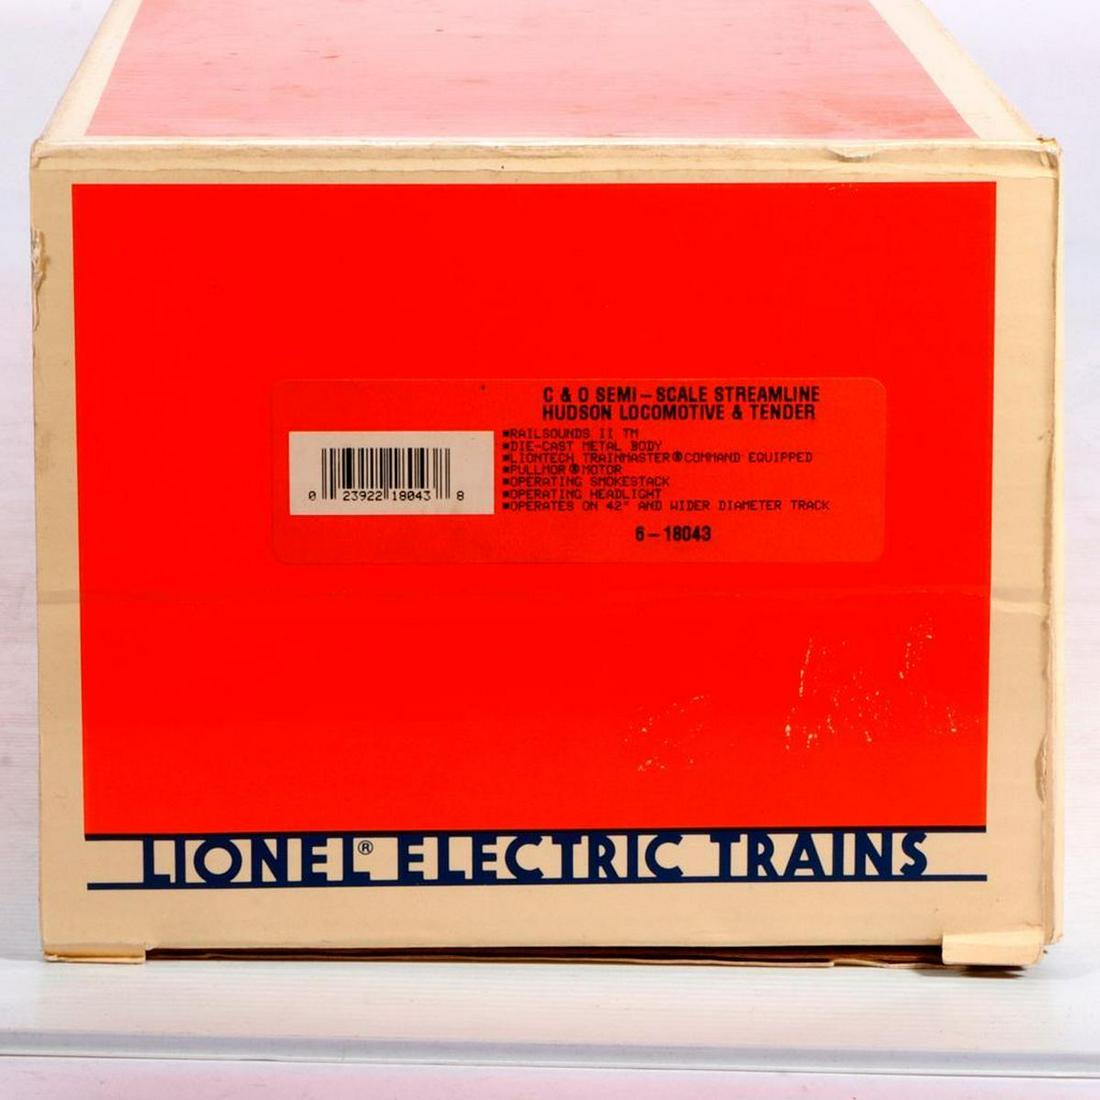 C & O SEMI-SCALE STREAMLINE
HUDSON LOCOMOTIVE & TENDER
■RAILSOUNDS II TM
■DIE-CAST METAL BODY
■LIONTECH TRAINMASTER®COMMAND EQUIPPED
■PULLMOR®MOTOR
■OPERATING SMOKESTACK
■OPERATING HEADLIGHT
■OPERATES ON 42" AND WIDER DIAMETER TRACK
0 23922 18043 8
6-18043
LIONEL® ELECTRIC TRAINS